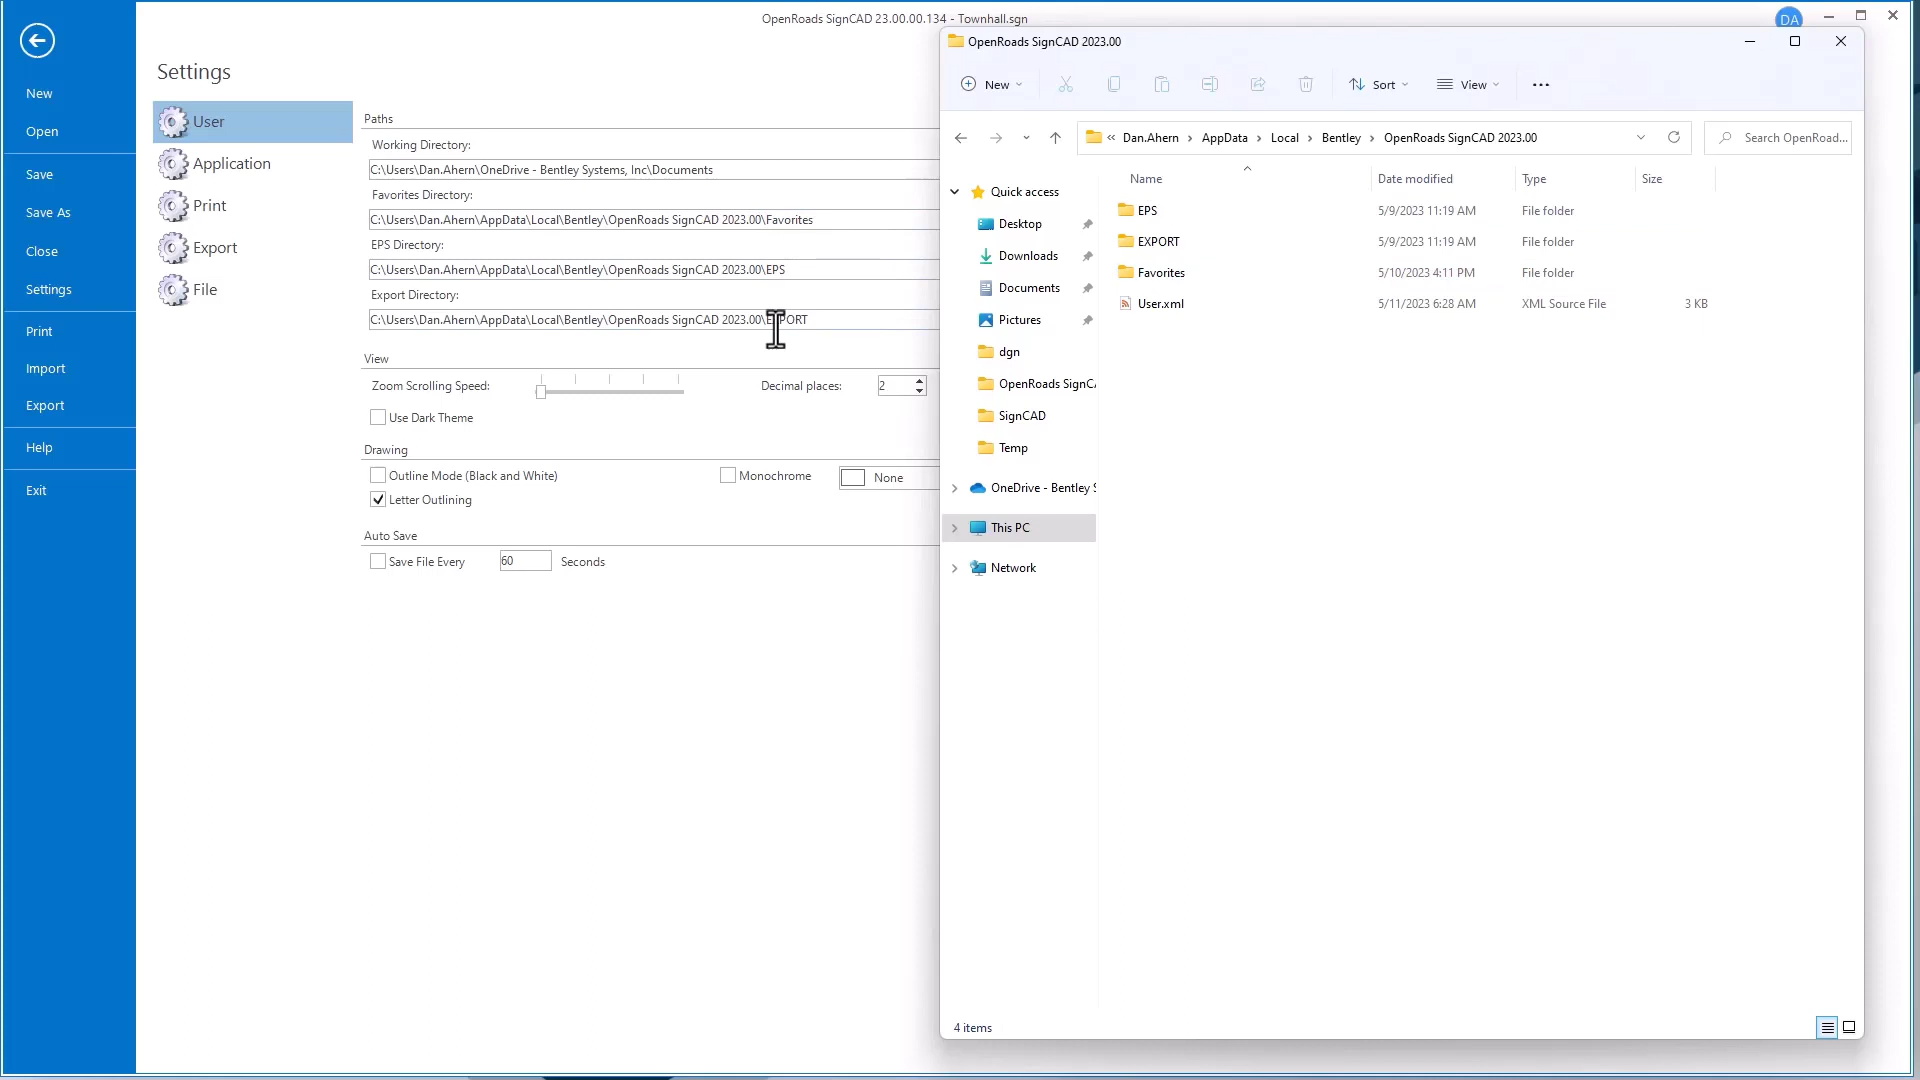 OpenRoads SignCAD 23.00.00.134 - Townhall.sgn
DA
New
Open
Save
Save As
Close
Settings
Print
Import
Export
Help
Exit
Settings
User
Application
Print
Export
File
Paths
Working Directory:
C:\Users\Dan.Ahern\OneDrive - Bentley Systems, Inc\Documents
Favorites Directory:
C:\Users\Dan.Ahern\AppData\Local\Bentley\OpenRoads SignCAD 2023.00\Favorites
EPS Directory:
C:\Users\Dan.Ahern\AppData\Local\Bentley\OpenRoads SignCAD 2023.00\EPS
Export Directory:
C:\Users\Dan.Ahern\AppData\Local\Bentley\OpenRoads SignCAD 2023.00\EXPORT
View
Zoom Scrolling Speed:
Decimal places: 2
Use Dark Theme
Drawing
Outline Mode (Black and White)
Monochrome
None
Letter Outlining
Auto Save
Save File Every 60 Seconds
OpenRoads SignCAD 2023.00
New Sort View
« Dan.Ahern › AppData › Local › Bentley › OpenRoads SignCAD 2023.00
Search OpenRoad...
Quick access
Desktop
Downloads
Documents
Pictures
dgn
OpenRoads SignCA
SignCAD
Temp
OneDrive - Bentley S
This PC
Network
Name Date modified Type Size
EPS 5/9/2023 11:19 AM File folder
EXPORT 5/9/2023 11:19 AM File folder
Favorites 5/10/2023 4:11 PM File folder
User.xml 5/11/2023 6:28 AM XML Source File 3 KB
4 items